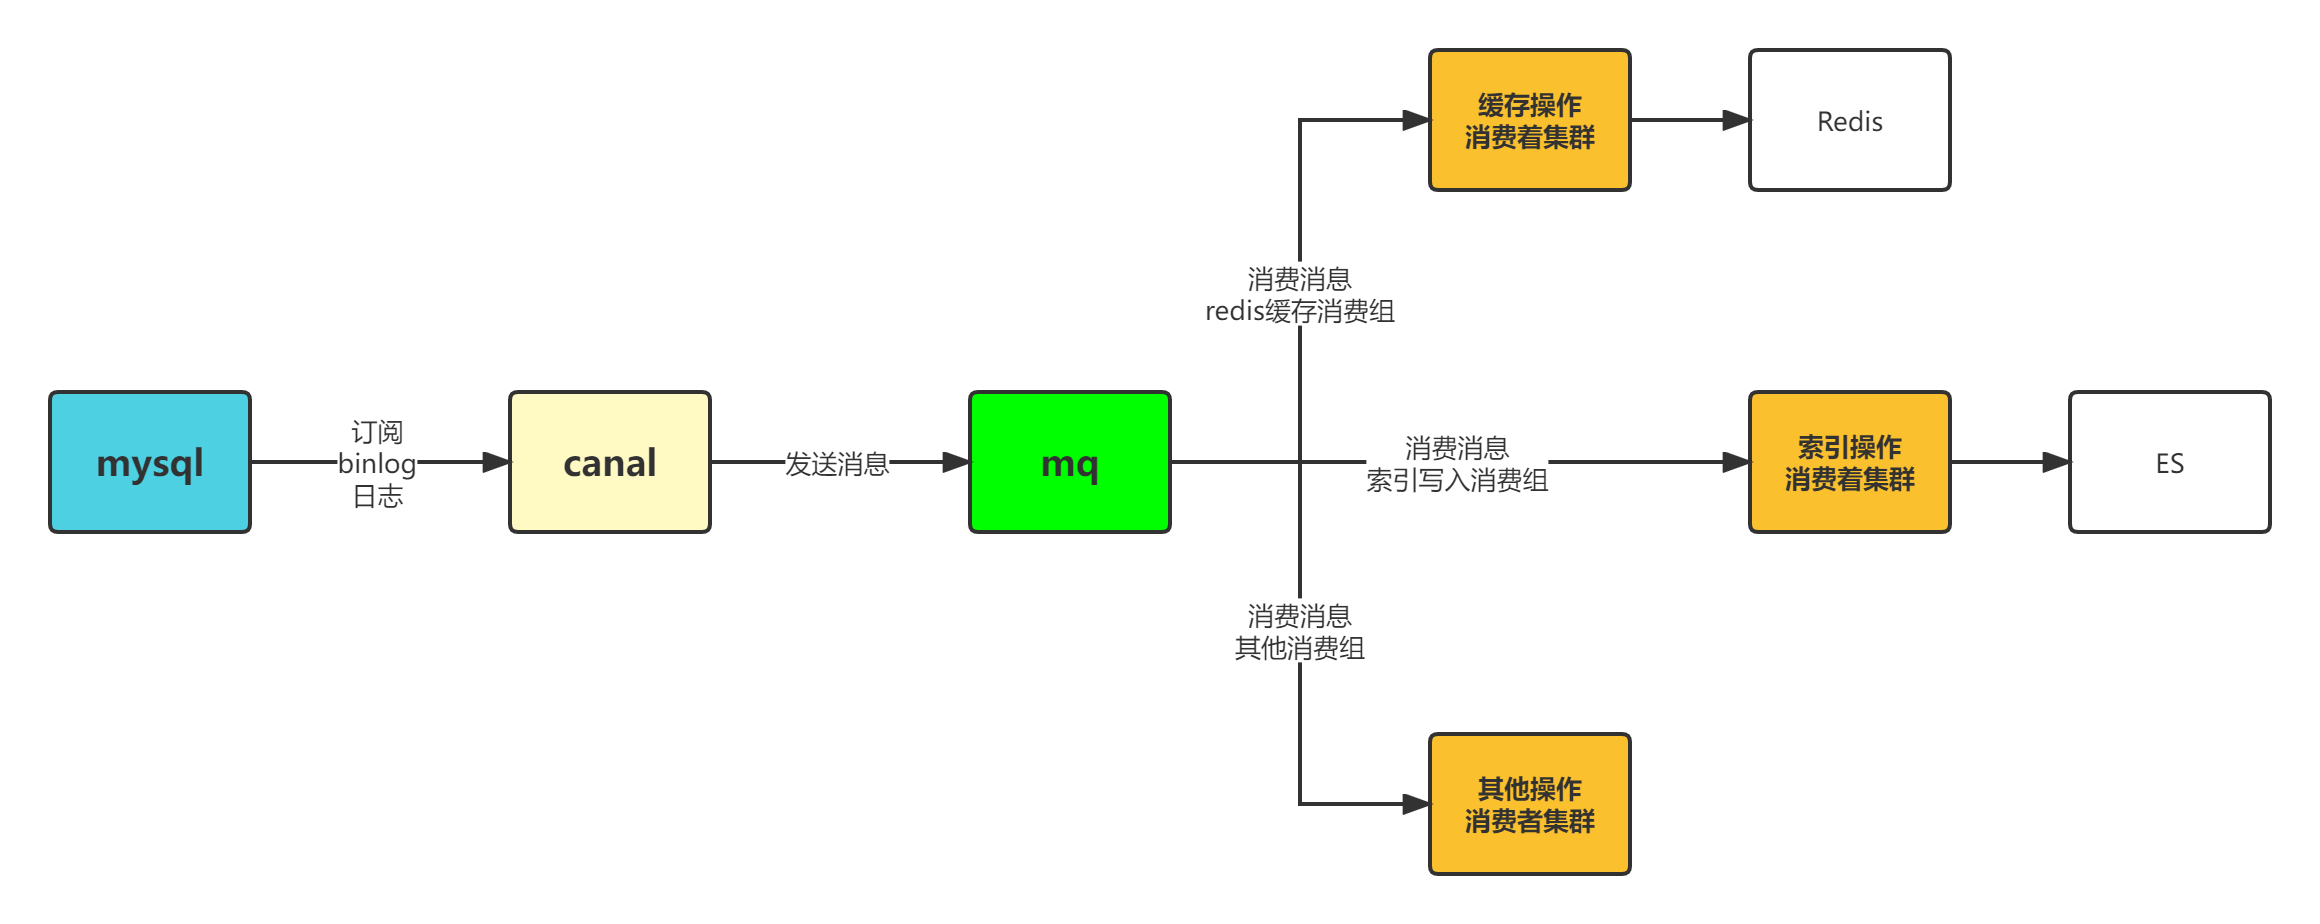 mysql
订阅
binlog
日志
canal
发送消息
mq
消费消息
redis缓存消费组
缓存操作
消费着集群
Redis
消费消息
索引写入消费组
索引操作
消费着集群
ES
消费消息
其他消费组
其他操作
消费者集群